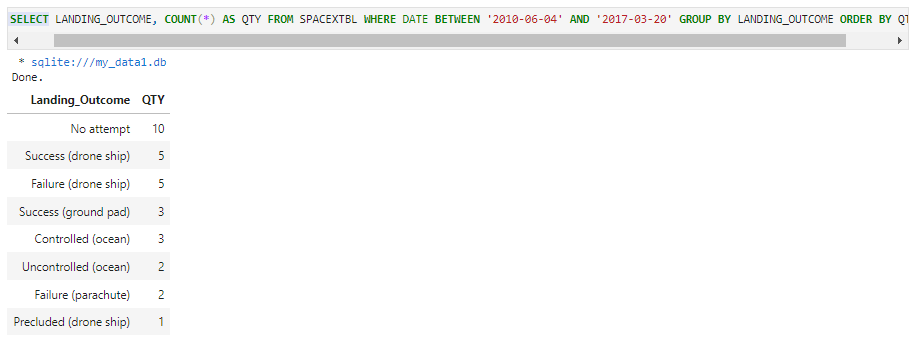 SELECT LANDING_OUTCOME, COUNT(*) AS QTY FROM SPACEXTBL WHERE DATE BETWEEN '2010-06-04' AND '2017-03-20' GROUP BY LANDING_OUTCOME ORDER BY
* sqlite:///my_data1.db
Done.
Landing_Outcome QTY
No attempt 10
Success (drone ship) 5
Failure (drone ship) 5
Success (ground pad) 3
Controlled (ocean) 3
Uncontrolled (ocean) 2
Failure (parachute) 2
Precluded (drone ship) 1